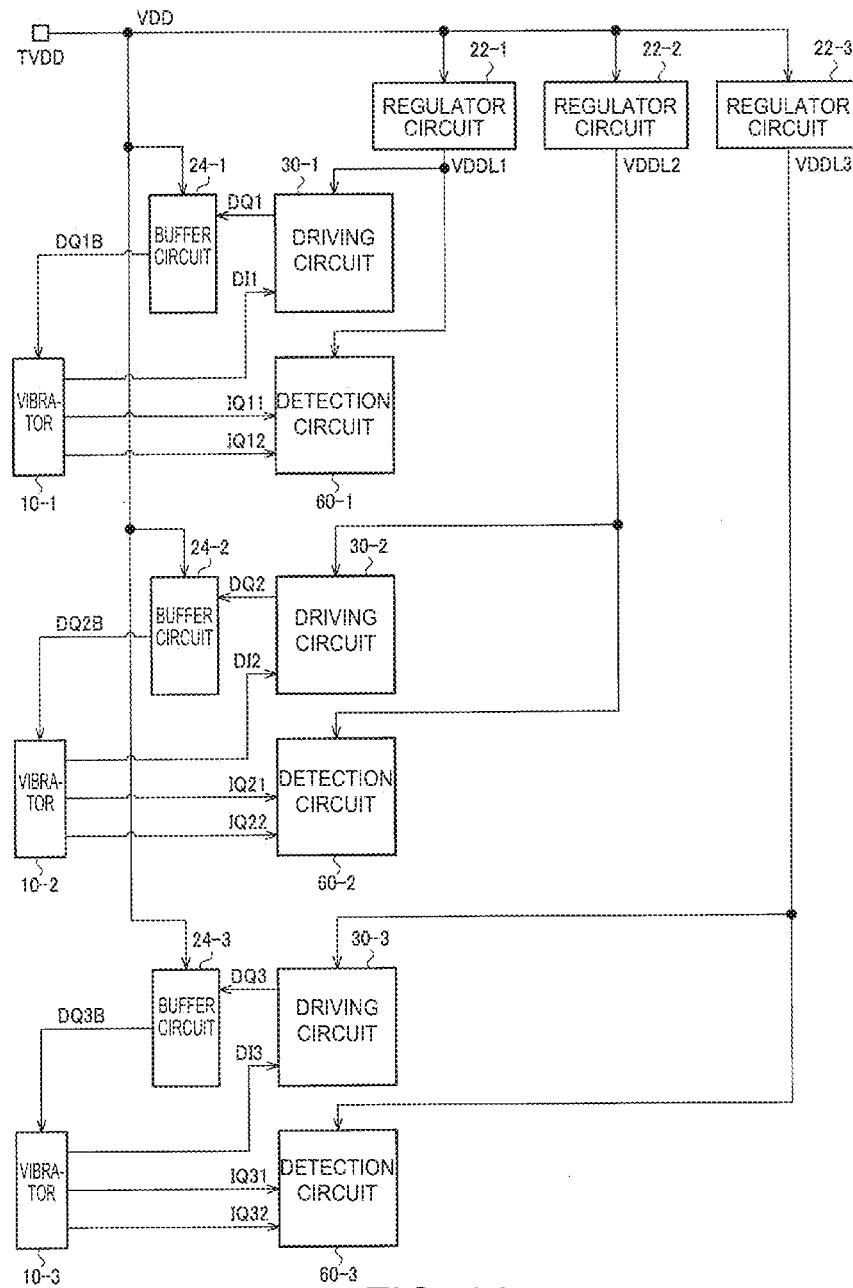 VDD
TVDD
22-1
22-2
22-3
REGULATOR
CIRCUIT
REGULATOR
CIRCUIT
REGULATOR
CIRCUIT
VDDL1
VDDL2
VDDL3
24-1
30-1
DQ1
BUFFER
CIRCUIT
DRIVING
CIRCUIT
DQ1B
DI1
VIBRA-
TOR
IQ11
IQ12
DETECTION
CIRCUIT
10-1
60-1
24-2
30-2
DQ2
BUFFER
CIRCUIT
DRIVING
CIRCUIT
DQ2B
DI2
VIBRA-
TOR
IQ21
IQ22
DETECTION
CIRCUIT
10-2
60-2
24-3
30-3
DQ3
BUFFER
CIRCUIT
DRIVING
CIRCUIT
DQ3B
DI3
VIBRA-
TOR
IQ31
IQ32
DETECTION
CIRCUIT
10-3
60-3